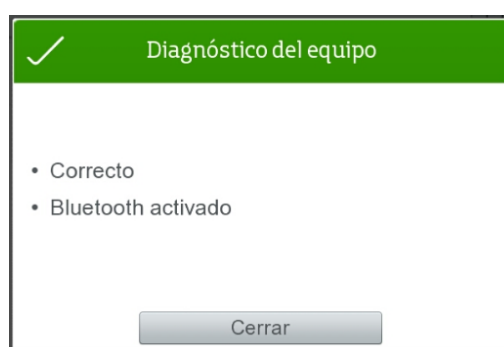 Diagnóstico del equipo
• Correcto
• Bluetooth activado
Cerrar